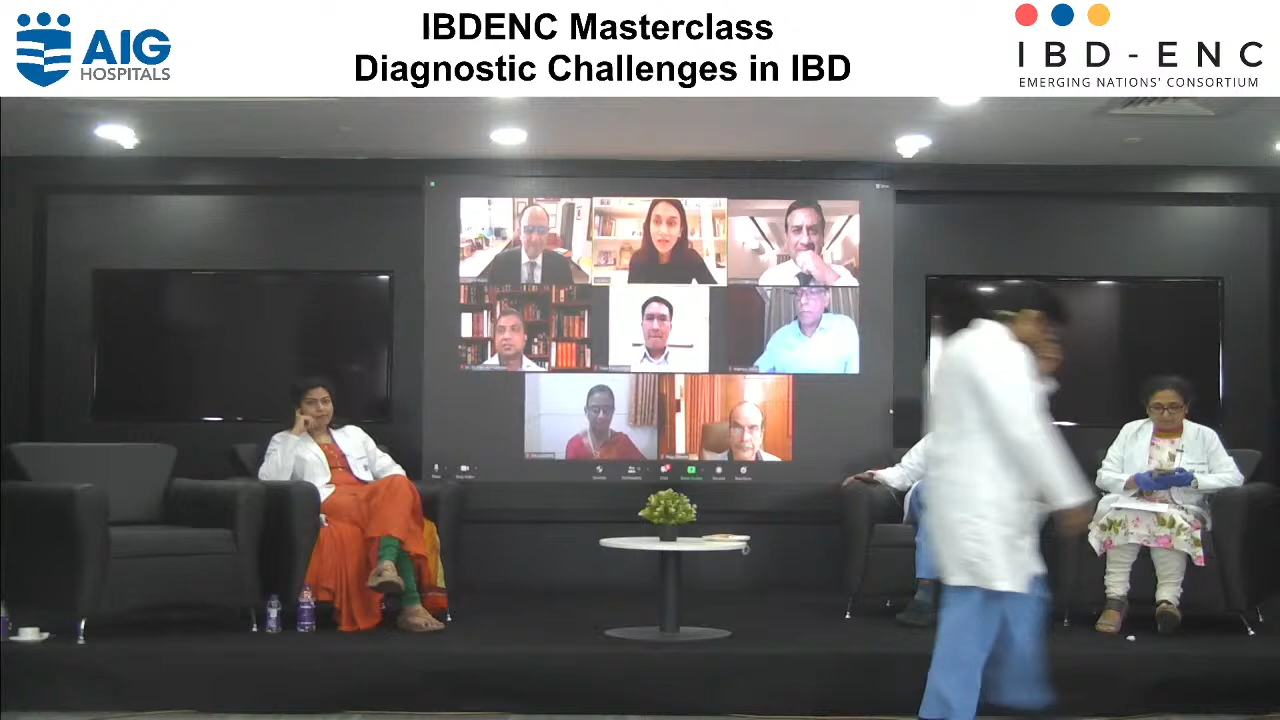 AIG
HOSPITALS
IBDENC Masterclass
Diagnostic Challenges in IBD
IBD-ENC
EMERGING NATIONS' CONSORTIUM